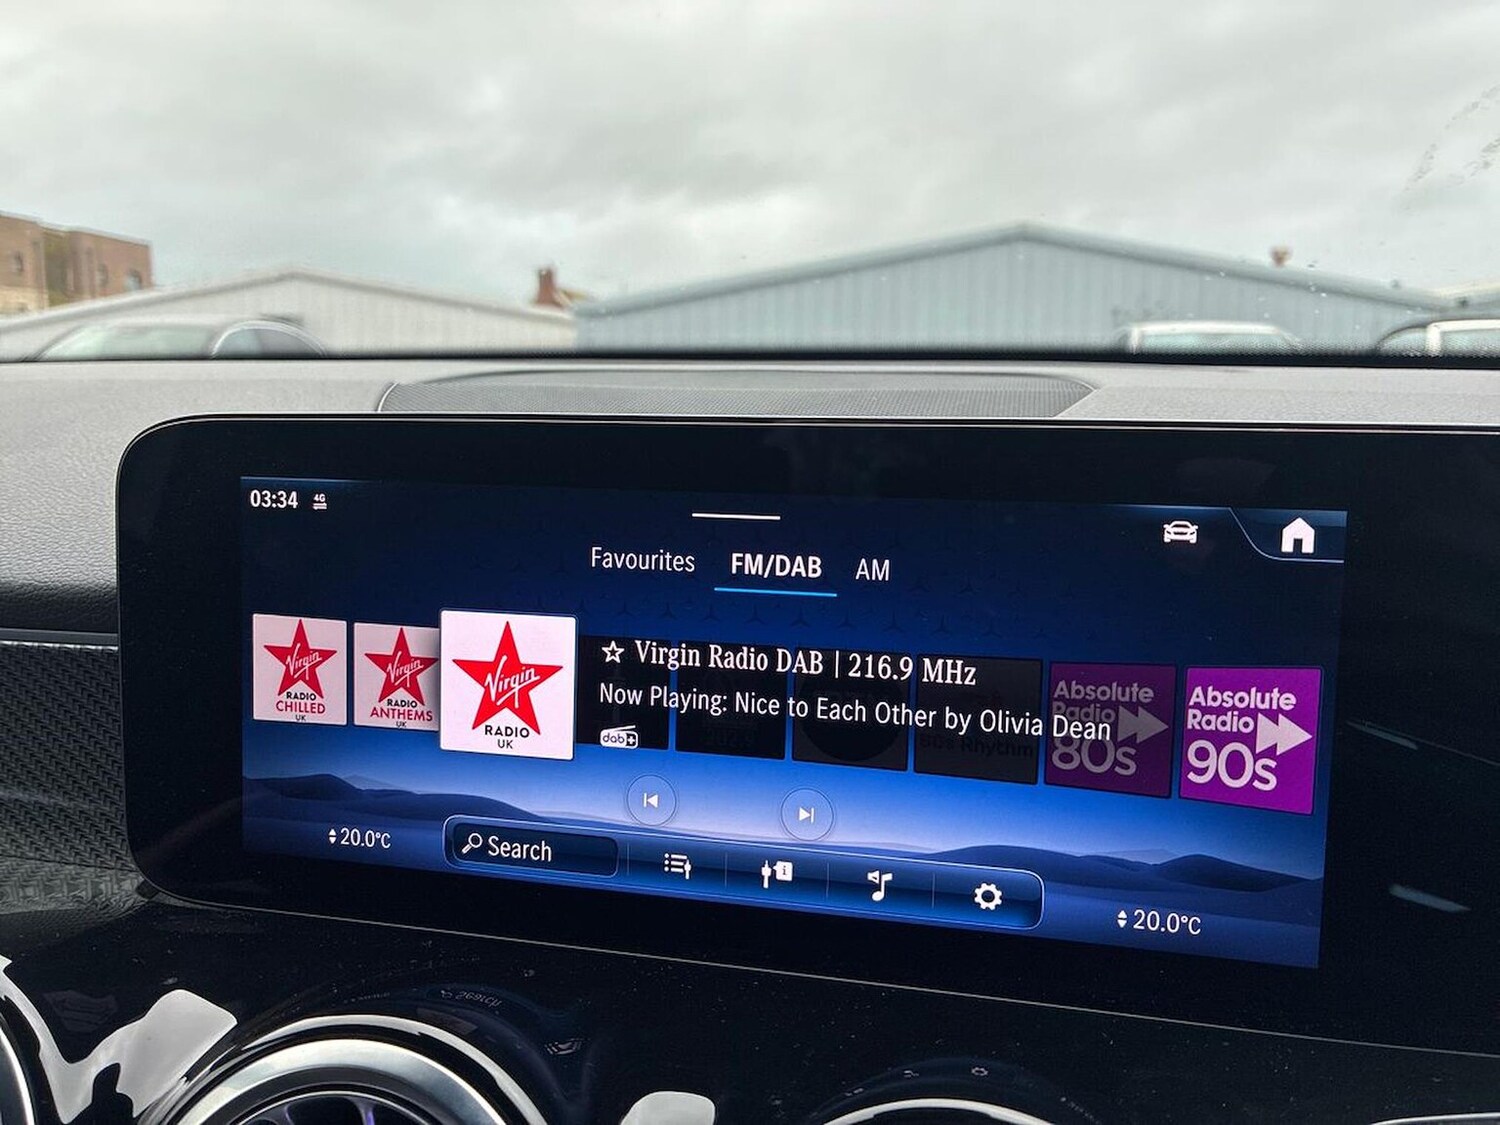 03:34 4G
Favourites FM/DAB AM
Virgin
RADIO
CHILLED
UK
Virgin
RADIO
ANTHEMS
UK
Virgin
RADIO
UK
Virgin Radio DAB | 216.9 MHz
Now Playing: Nice to Each Other by Olivia Dean
dab+
80s Rhythm
Absolute
Radio
80s
Absolute
Radio
90s
20.0°C
Search
20.0°C